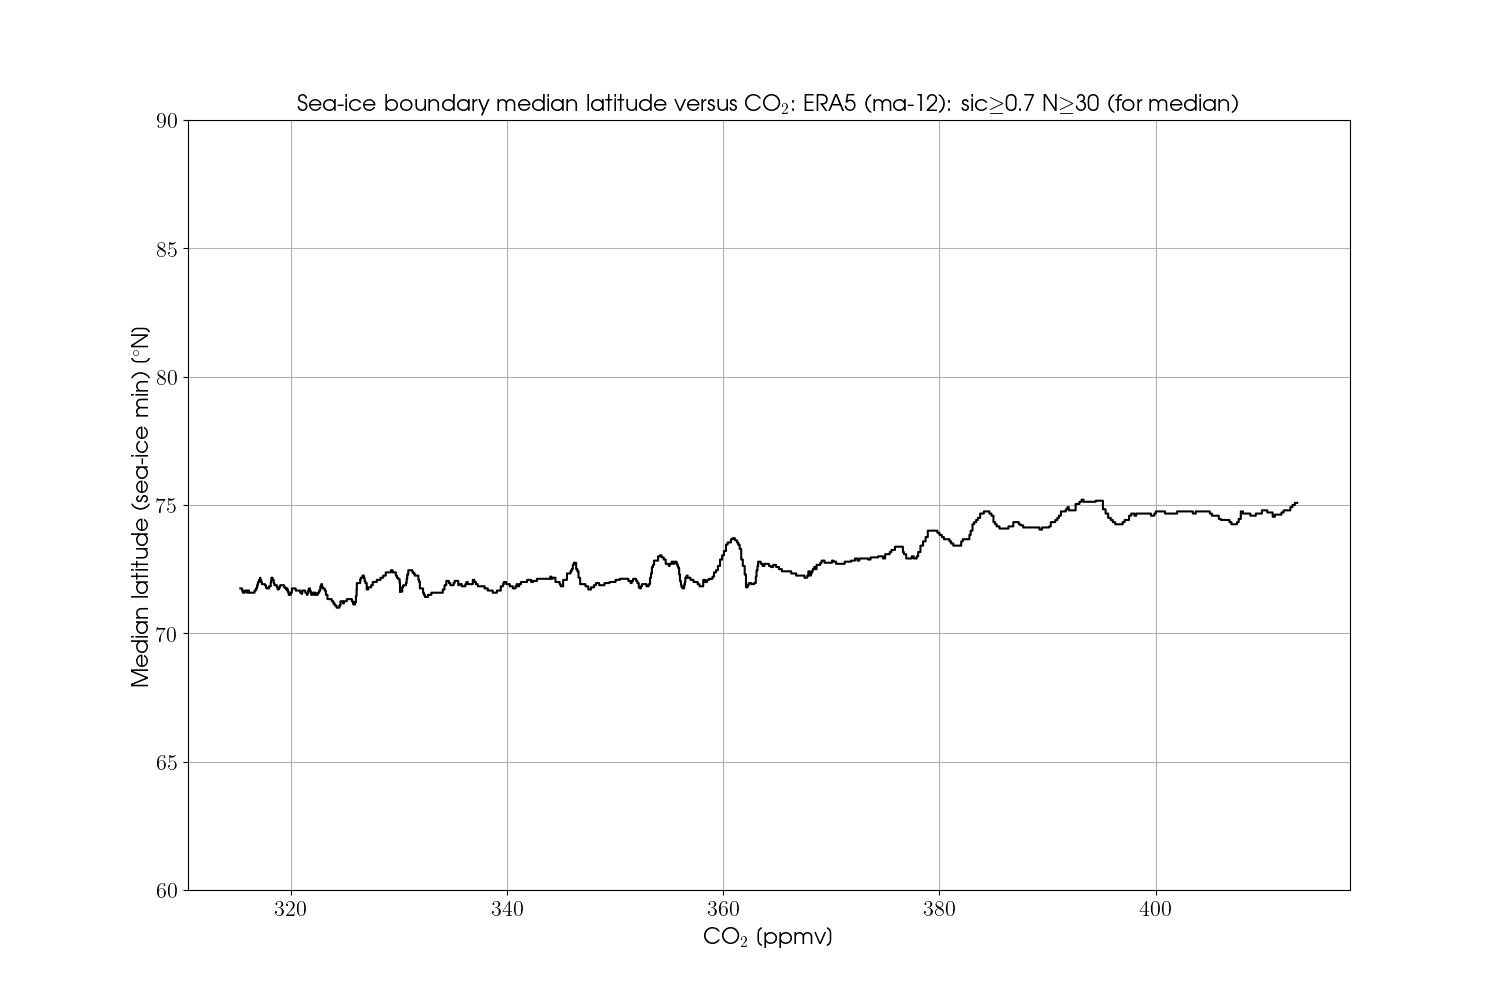 Sea-ice boundary median latitude versus CO₂: ERA5 (ma-12): sic≥0.7 N≥30 (for median)
90
85
80
75
70
65
60
Median latitude (sea-ice min) (°N)
320 340 360 380 400
CO₂ (ppmv)